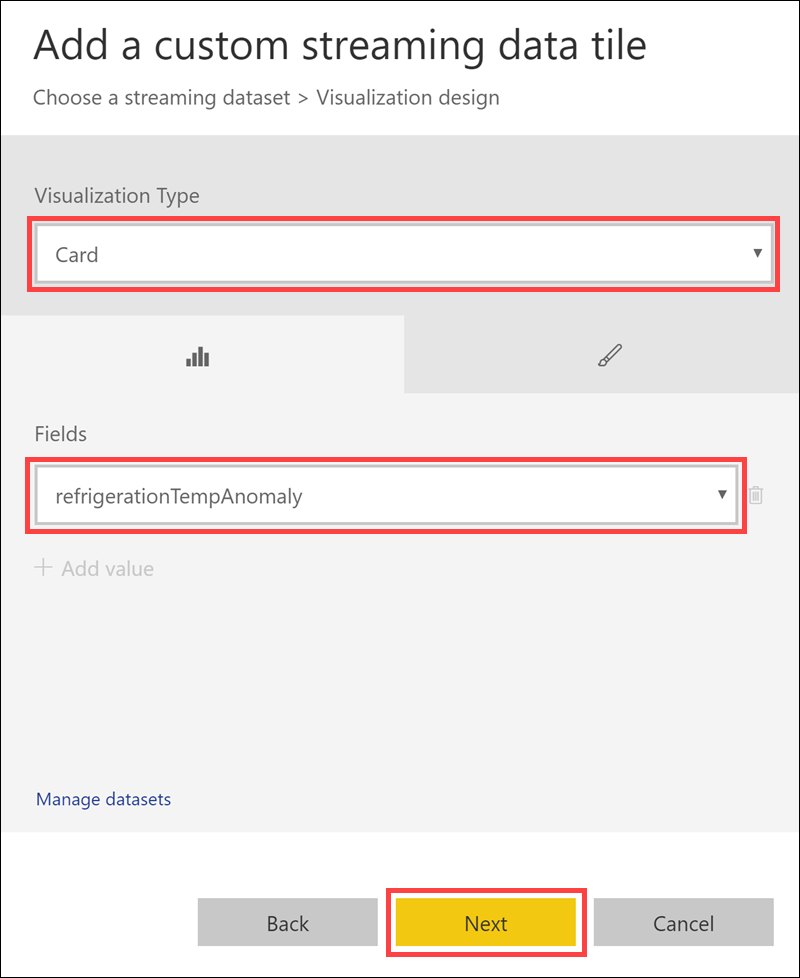 Add a custom streaming data tile
Choose a streaming dataset > Visualization design
Visualization Type
Card
Fields
refrigerationTempAnomaly
+ Add value
Manage datasets
Back
Next
Cancel